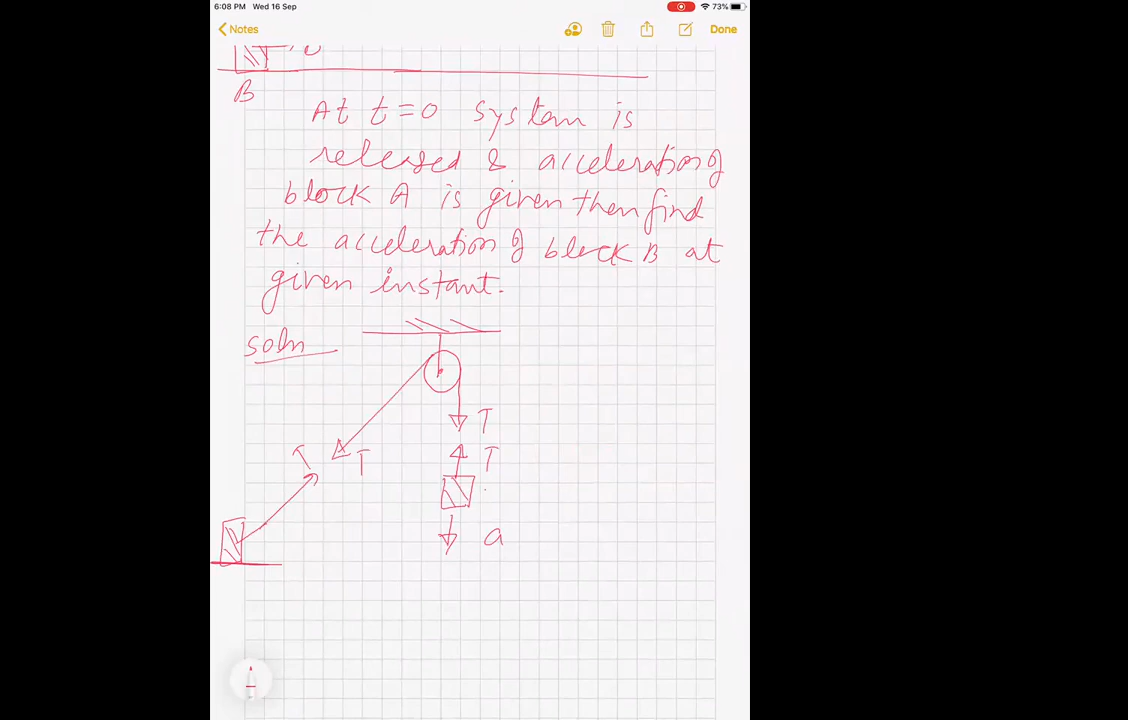 6:08 PM Wed 16 Sep
73%
Notes
Done
B
At t=0 system is
released & acceleration of
block A is given then find
the acceleration of block B at
given instant.
Soln
T
T
T
T
a